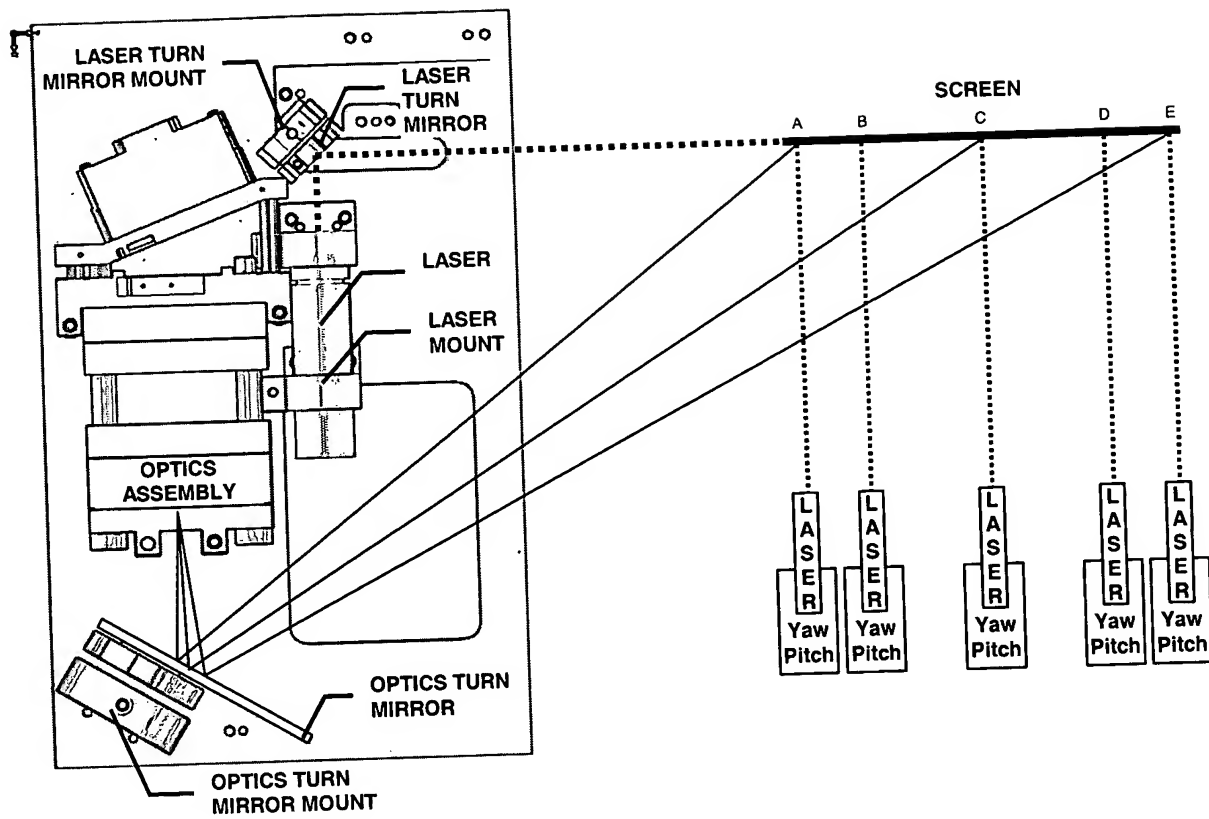 LASER TURN
MIRROR MOUNT
LASER
TURN
MIRROR
SCREEN
A B C D E
LASER
LASER
MOUNT
OPTICS
ASSEMBLY
LASER LASER LASER LASER LASER
Yaw Yaw Yaw Yaw Yaw
Pitch Pitch Pitch Pitch Pitch
OPTICS TURN
MIRROR
OPTICS TURN
MIRROR MOUNT